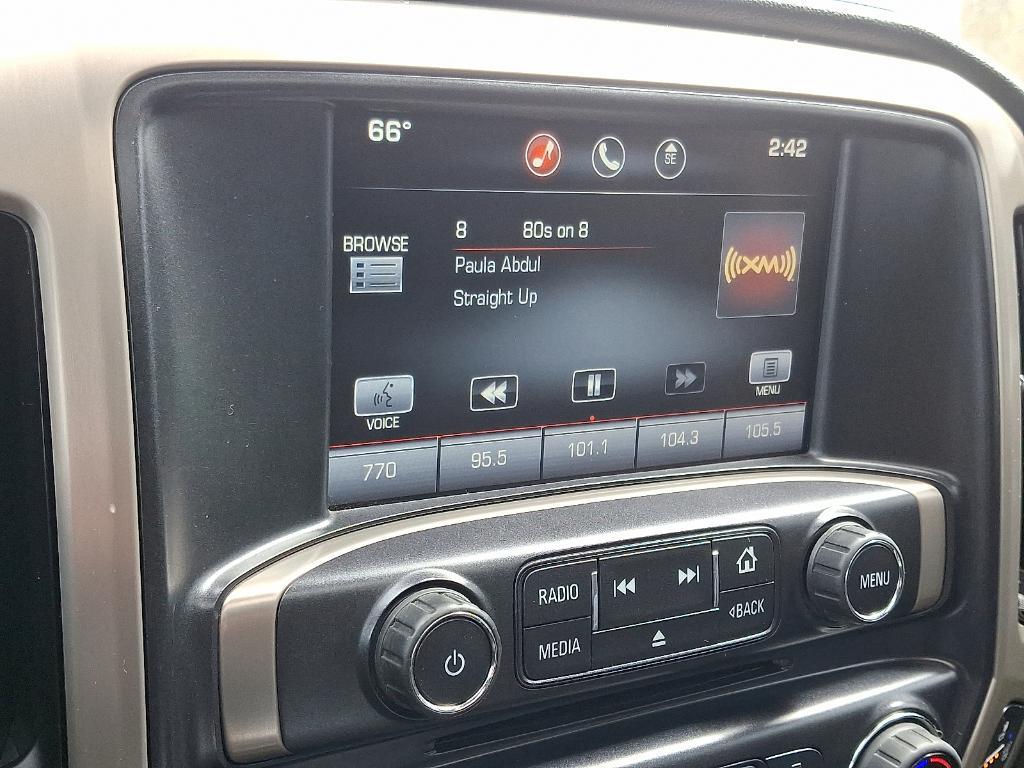 66°
SE
2:42
8 80s on 8
BROWSE
Paula Abdul
Straight Up
((XM))
VOICE
MENU
770 95.5 101.1 104.3 105.5
RADIO
MEDIA
BACK
MENU